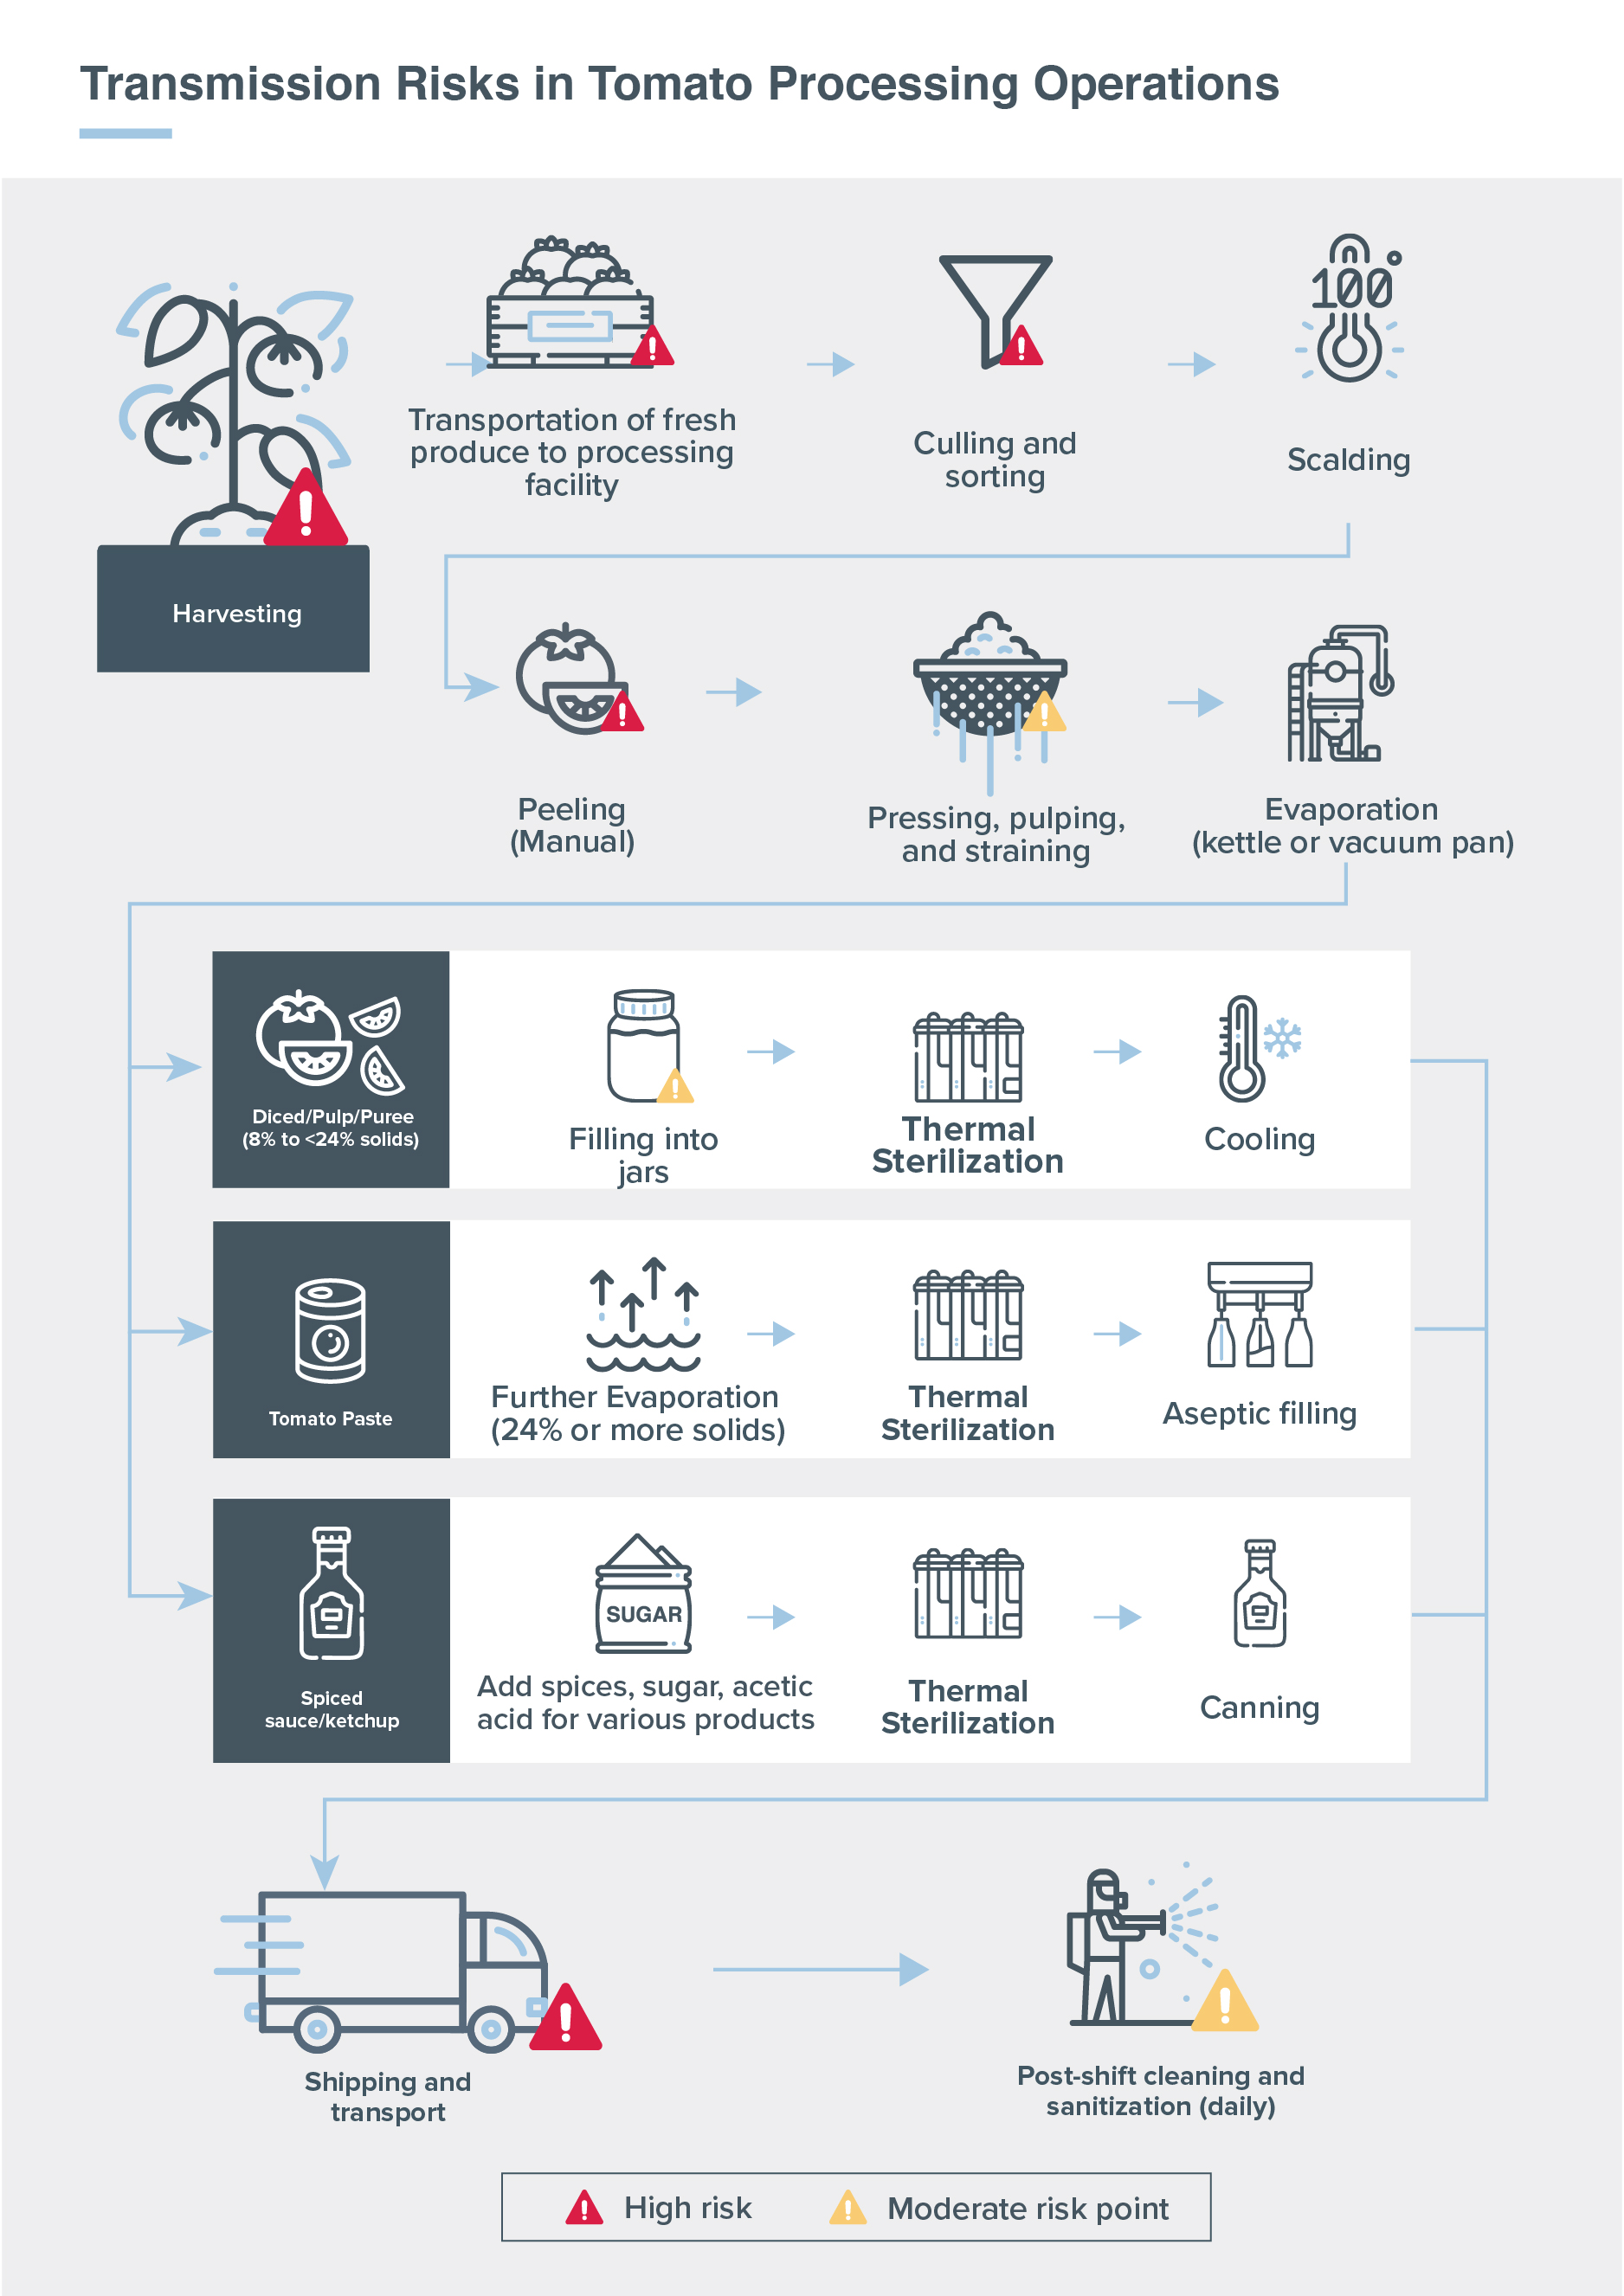 Transmission Risks in Tomato Processing Operations
100°
Transportation of fresh
produce to processing
facility
Culling and
sorting
Scalding
Harvesting
Peeling
(Manual)
Pressing, pulping,
and straining
Evaporation
(kettle or vacuum pan)
Diced/Pulp/Puree
(8% to <24% solids)
Filling into
jars
Thermal
Sterilization
Cooling
Tomato Paste
Further Evaporation
(24% or more solids)
Thermal
Sterilization
Aseptic filling
Spiced
sauce/ketchup
SUGAR
Add spices, sugar, acetic
acid for various products
Thermal
Sterilization
Canning
Shipping and
transport
Post-shift cleaning and
sanitization (daily)
High risk
Moderate risk point